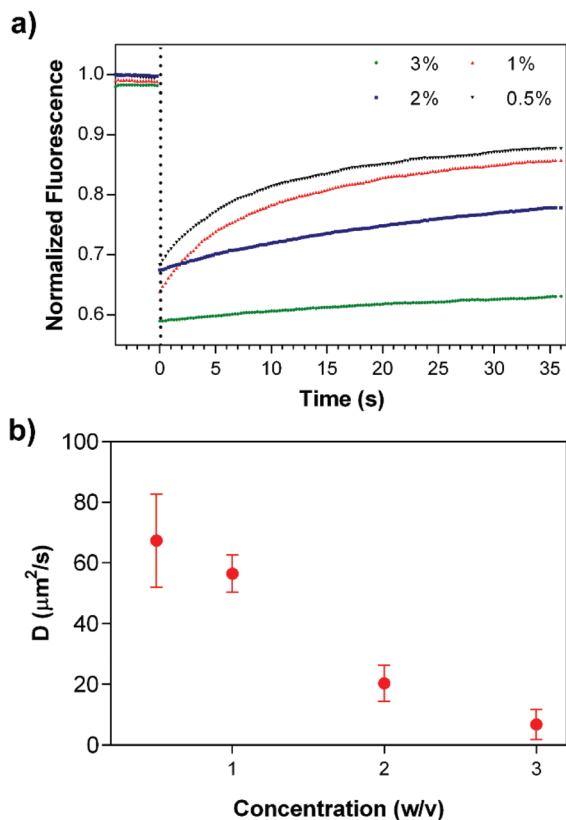 a)
Normalized Fluorescence
1.0
0.9
0.8
0.7
0.6
3%
1%
2%
0.5%
0 5 10 15 20 25 30 35
Time (s)
b)
D (μm²/s)
100
80
60
40
20
0
1 2 3
Concentration (w/v)